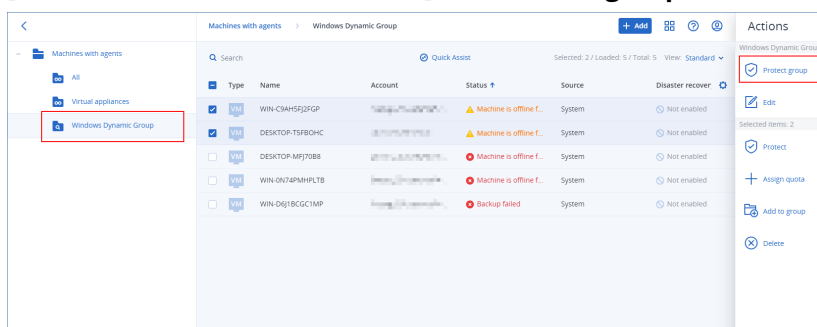 Machines with agents > Windows Dynamic Group + Add Actions
Machines with agents
All
Virtual appliances
Windows Dynamic Group
Search Quick Assist Selected: 2 / Loaded: 5 / Total: 5 View: Standard
Type Name Account Status ↑ Source Disaster recover
VM WIN-C9AH5FJ2FGP Machine is offline f... System Not enabled
VM DESKTOP-T5FBOHC Machine is offline f... System Not enabled
VM DESKTOP-MFJ70B8 Machine is offline f... System Not enabled
VM WIN-0N74PMHPLTB Machine is offline f... System Not enabled
VM WIN-D6J1BCGC1MP Backup failed System Not enabled
Windows Dynamic Grou
Protect group
Edit
Selected items: 2
Protect
Assign quota
Add to group
Delete